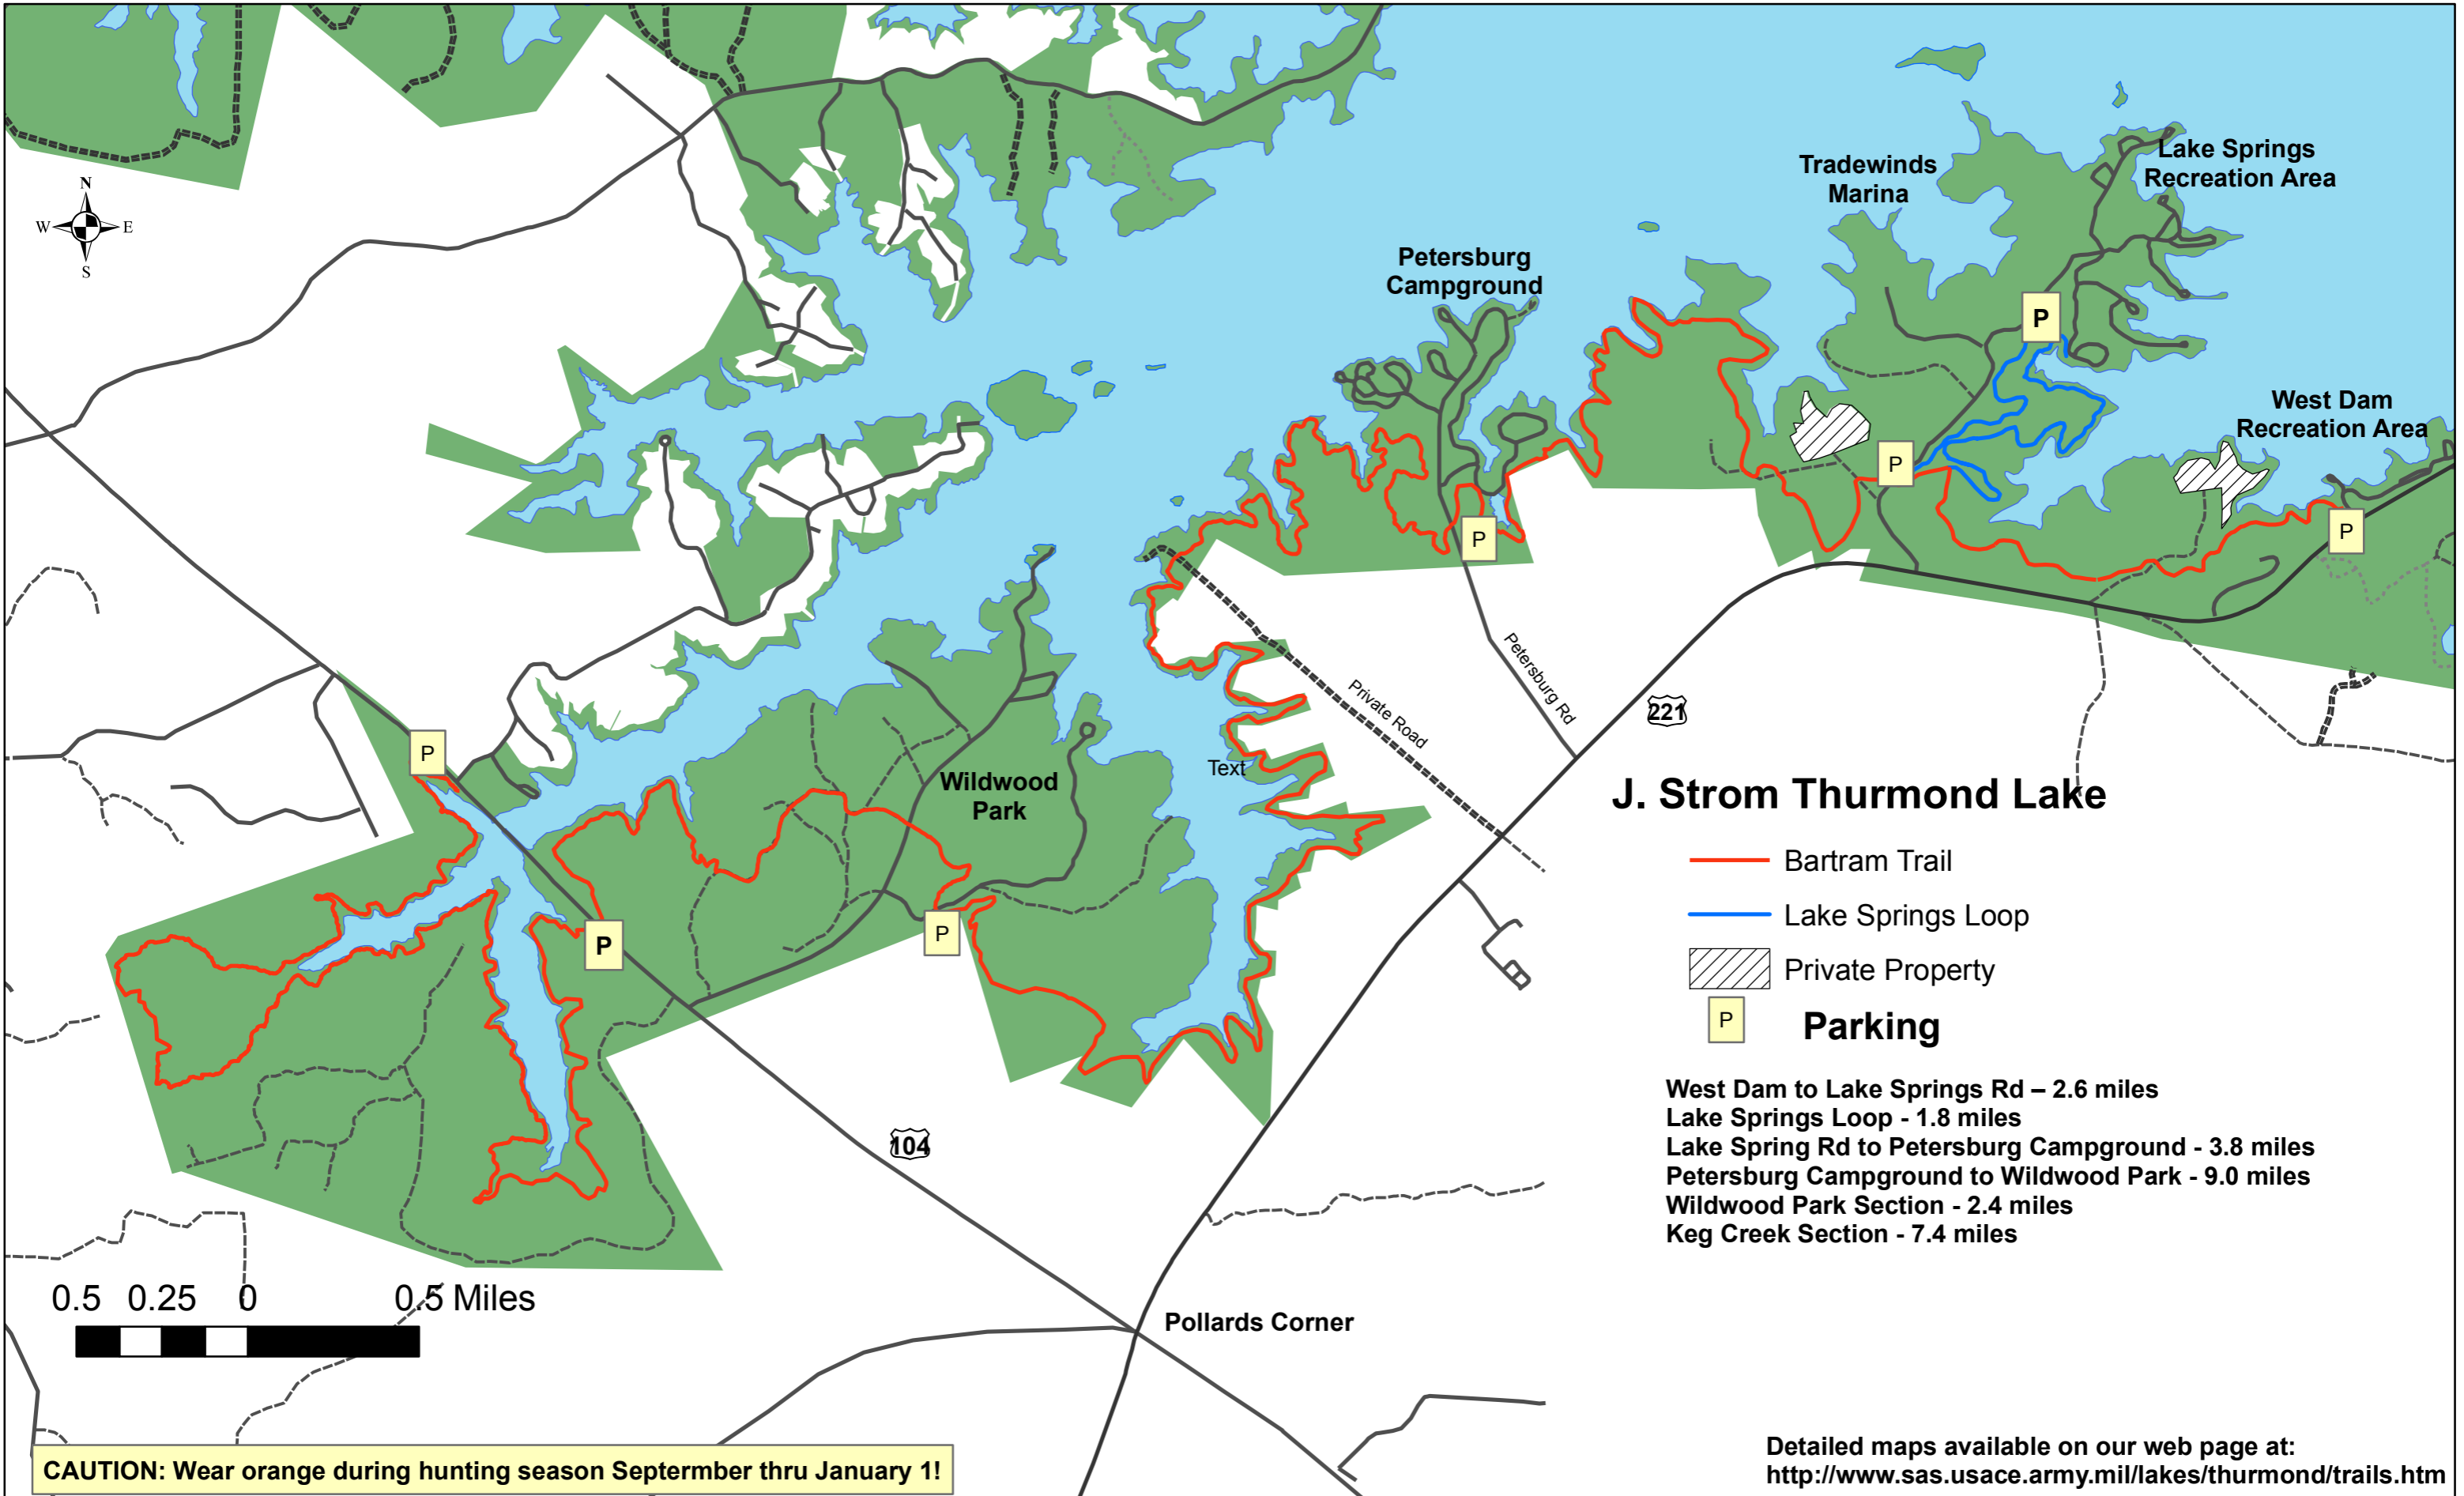 N
W
E
S
Tradewinds
Marina
Lake Springs
Recreation Area
Petersburg
Campground
P
West Dam
Recreation Area
P
P
P
Petersburg Rd
Private Road
221
P
Text
Wildwood
Park
P
P
J. Strom Thurmond Lake
Bartram Trail
Lake Springs Loop
Private Property
P
Parking
West Dam to Lake Springs Rd – 2.6 miles
Lake Springs Loop - 1.8 miles
Lake Spring Rd to Petersburg Campground - 3.8 miles
Petersburg Campground to Wildwood Park - 9.0 miles
Wildwood Park Section - 2.4 miles
Keg Creek Section - 7.4 miles
104
0.5 0.25 0 0.5 Miles
Pollards Corner
CAUTION: Wear orange during hunting season Septermber thru January 1!
Detailed maps available on our web page at:
http://www.sas.usace.army.mil/lakes/thurmond/trails.htm